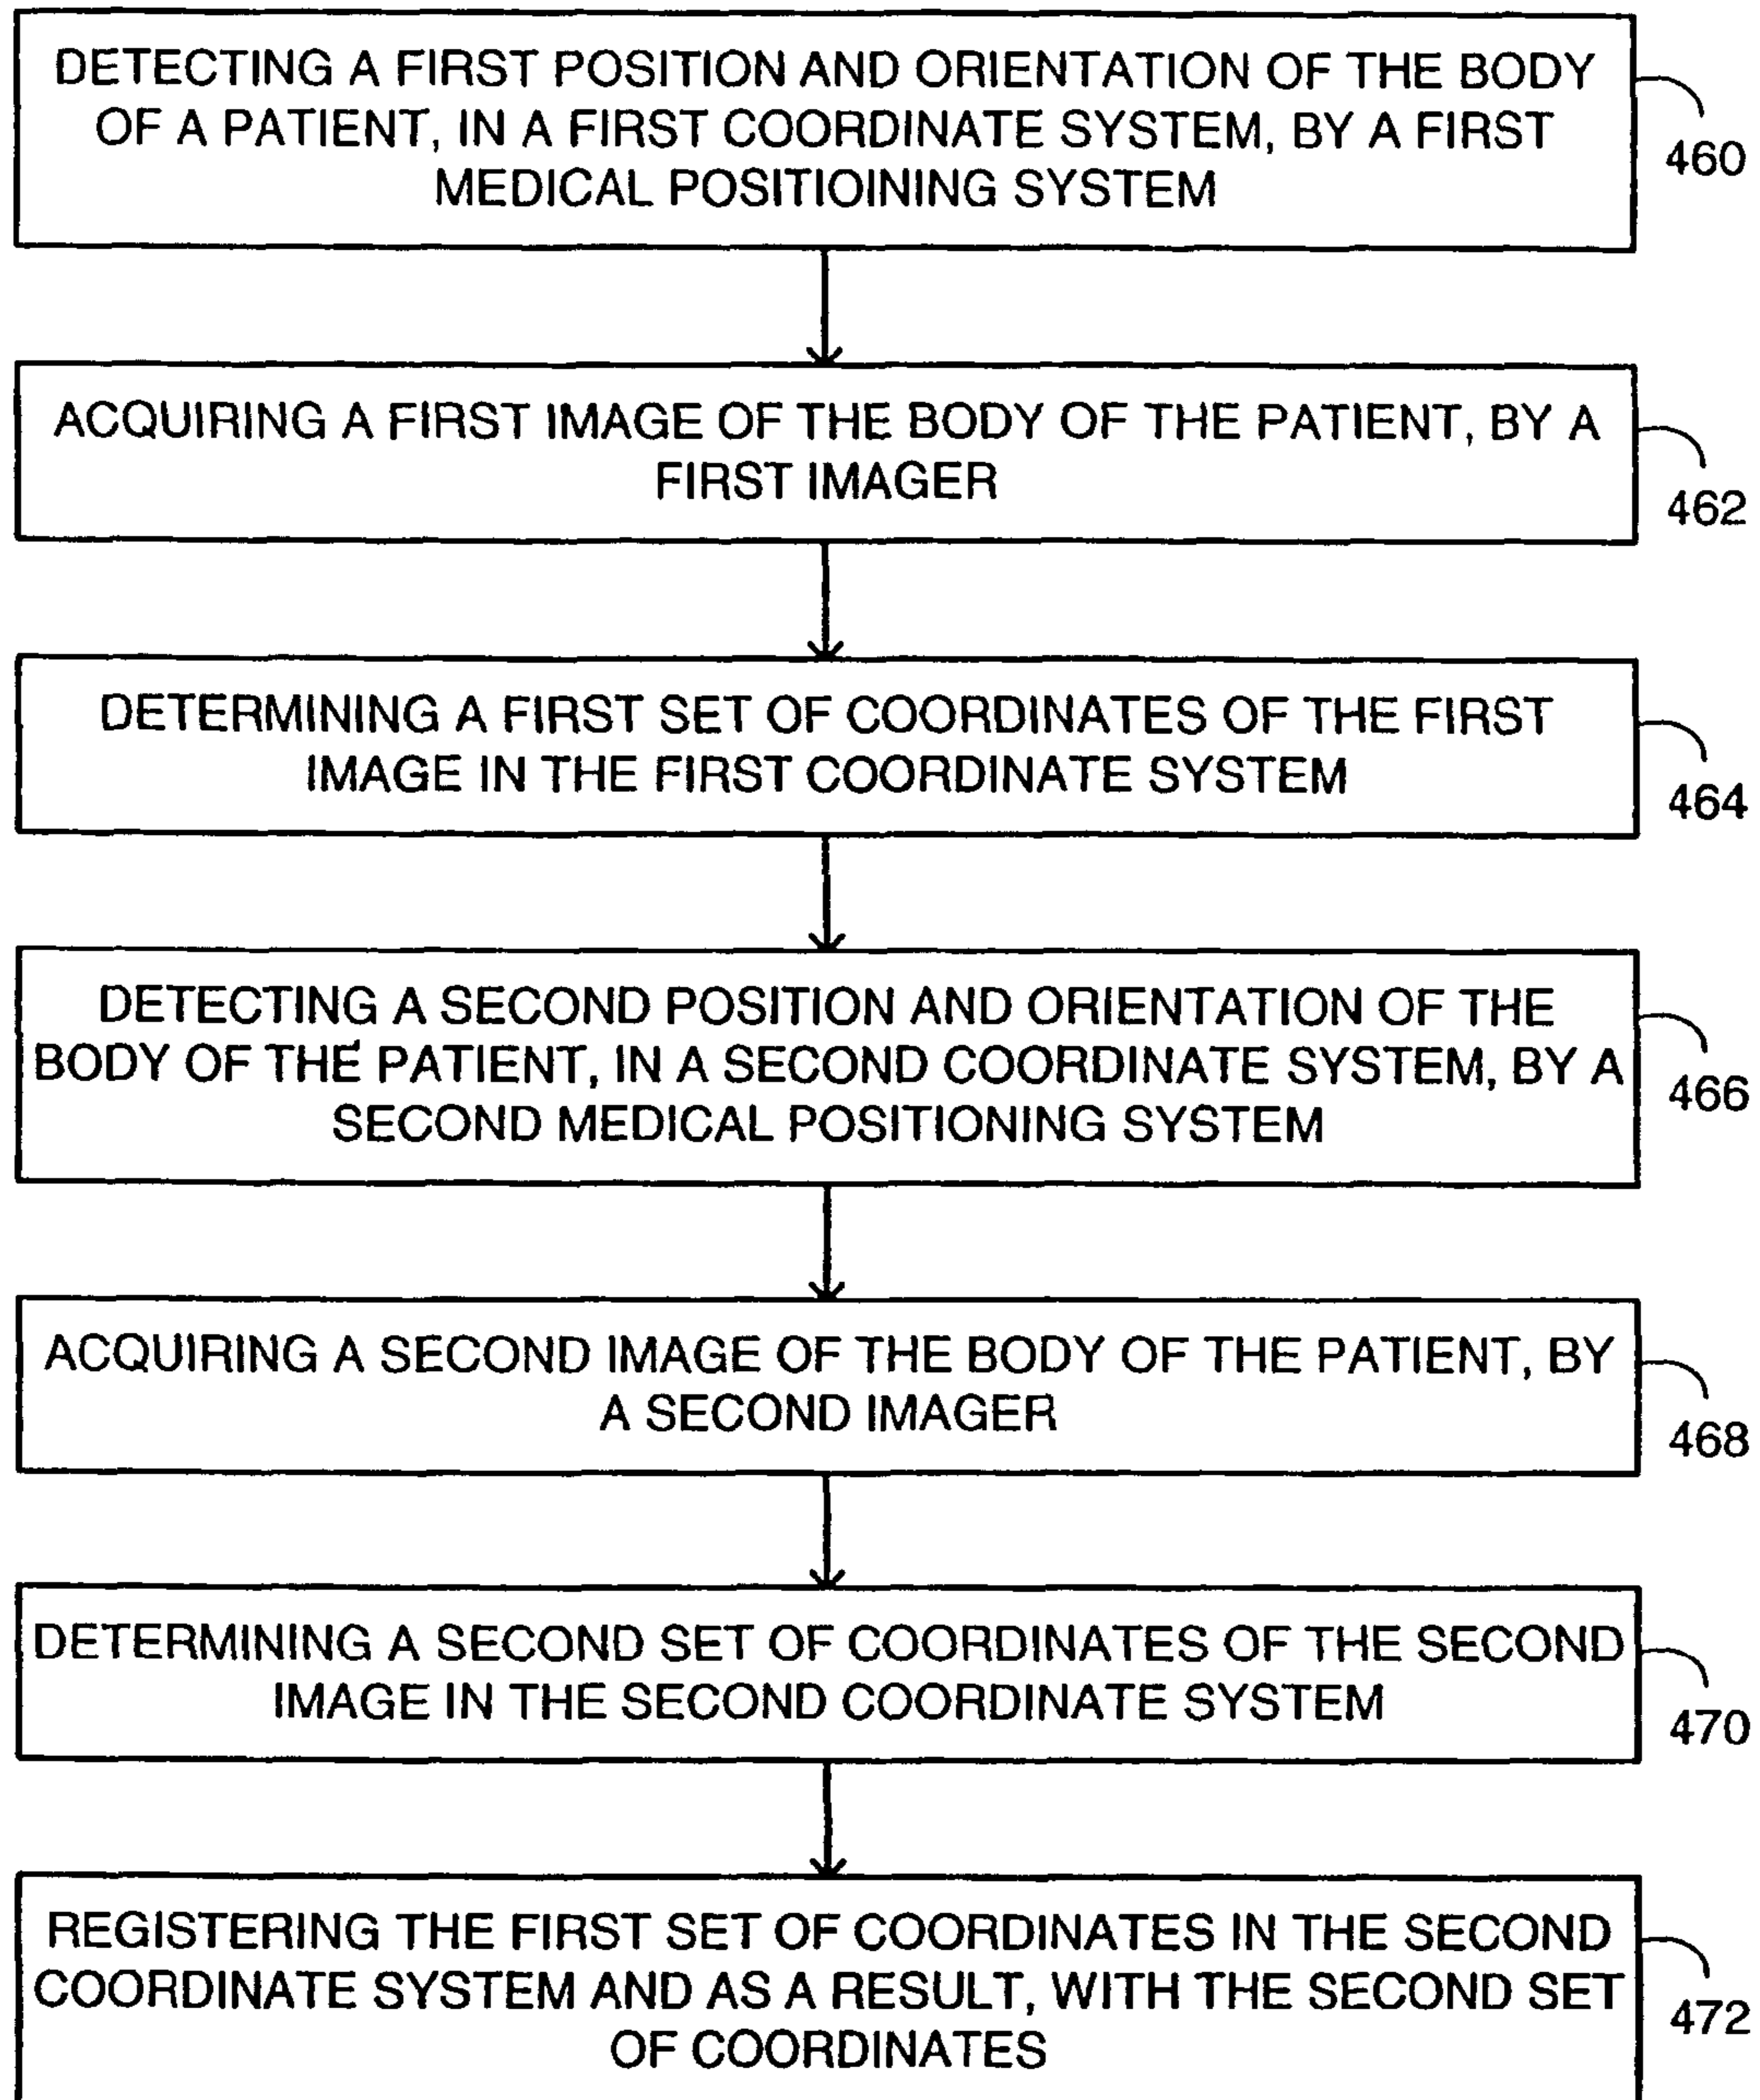 DETECTING A FIRST POSITION AND ORIENTATION OF THE BODY
OF A PATIENT, IN A FIRST COORDINATE SYSTEM, BY A FIRST
MEDICAL POSITIOINING SYSTEM
460
ACQUIRING A FIRST IMAGE OF THE BODY OF THE PATIENT, BY A
FIRST IMAGER
462
DETERMINING A FIRST SET OF COORDINATES OF THE FIRST
IMAGE IN THE FIRST COORDINATE SYSTEM
464
DETECTING A SECOND POSITION AND ORIENTATION OF THE
BODY OF THE PATIENT, IN A SECOND COORDINATE SYSTEM, BY A
SECOND MEDICAL POSITIONING SYSTEM
466
ACQUIRING A SECOND IMAGE OF THE BODY OF THE PATIENT, BY
A SECOND IMAGER
468
DETERMINING A SECOND SET OF COORDINATES OF THE SECOND
IMAGE IN THE SECOND COORDINATE SYSTEM
470
REGISTERING THE FIRST SET OF COORDINATES IN THE SECOND
COORDINATE SYSTEM AND AS A RESULT, WITH THE SECOND SET
OF COORDINATES
472